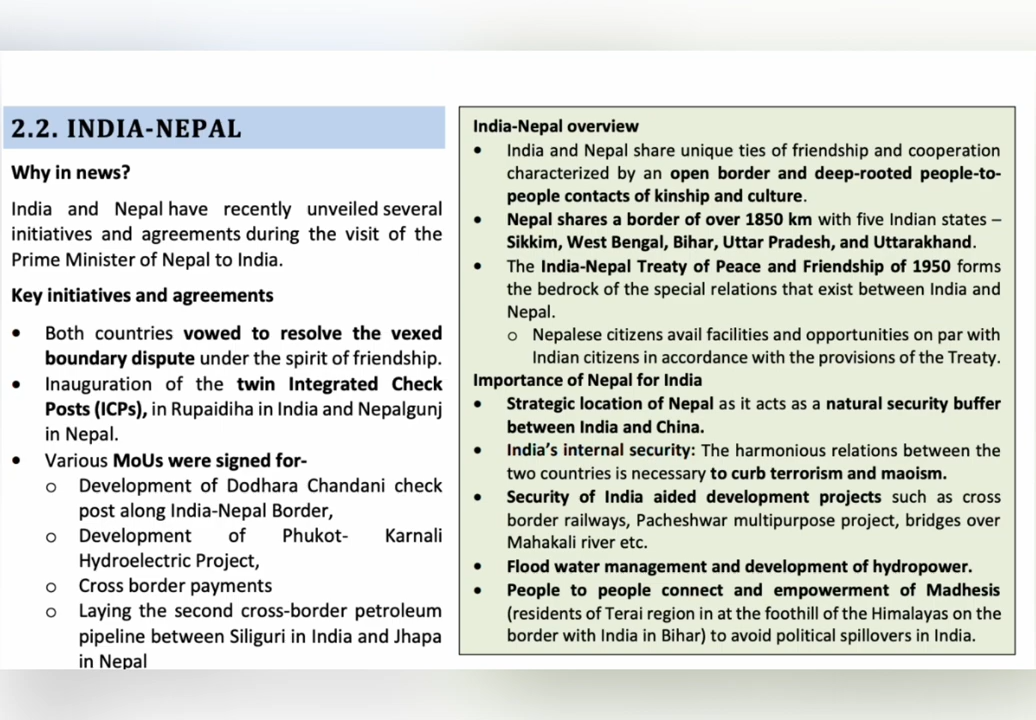 2.2. INDIA-NEPAL
Why in news?
India and Nepal have recently unveiled several
initiatives and agreements during the visit of the
Prime Minister of Nepal to India.
Key initiatives and agreements
• Both countries vowed to resolve the vexed
boundary dispute under the spirit of friendship.
• Inauguration of the twin Integrated Check
Posts (ICPs), in Rupaidiha in India and Nepalgunj
in Nepal.
• Various MoUs were signed for-
o Development of Dodhara Chandani check
post along India-Nepal Border,
o Development of Phukot- Karnali
Hydroelectric Project,
o Cross border payments
o Laying the second cross-border petroleum
pipeline between Siliguri in India and Jhapa
in Nepal
India-Nepal overview
• India and Nepal share unique ties of friendship and cooperation
characterized by an open border and deep-rooted people-to-
people contacts of kinship and culture.
• Nepal shares a border of over 1850 km with five Indian states –
Sikkim, West Bengal, Bihar, Uttar Pradesh, and Uttarakhand.
• The India-Nepal Treaty of Peace and Friendship of 1950 forms
the bedrock of the special relations that exist between India and
Nepal.
o Nepalese citizens avail facilities and opportunities on par with
Indian citizens in accordance with the provisions of the Treaty.
Importance of Nepal for India
• Strategic location of Nepal as it acts as a natural security buffer
between India and China.
• India's internal security: The harmonious relations between the
two countries is necessary to curb terrorism and maoism.
• Security of India aided development projects such as cross
border railways, Pacheshwar multipurpose project, bridges over
Mahakali river etc.
• Flood water management and development of hydropower.
• People to people connect and empowerment of Madhesis
(residents of Terai region in at the foothill of the Himalayas on the
border with India in Bihar) to avoid political spillovers in India.